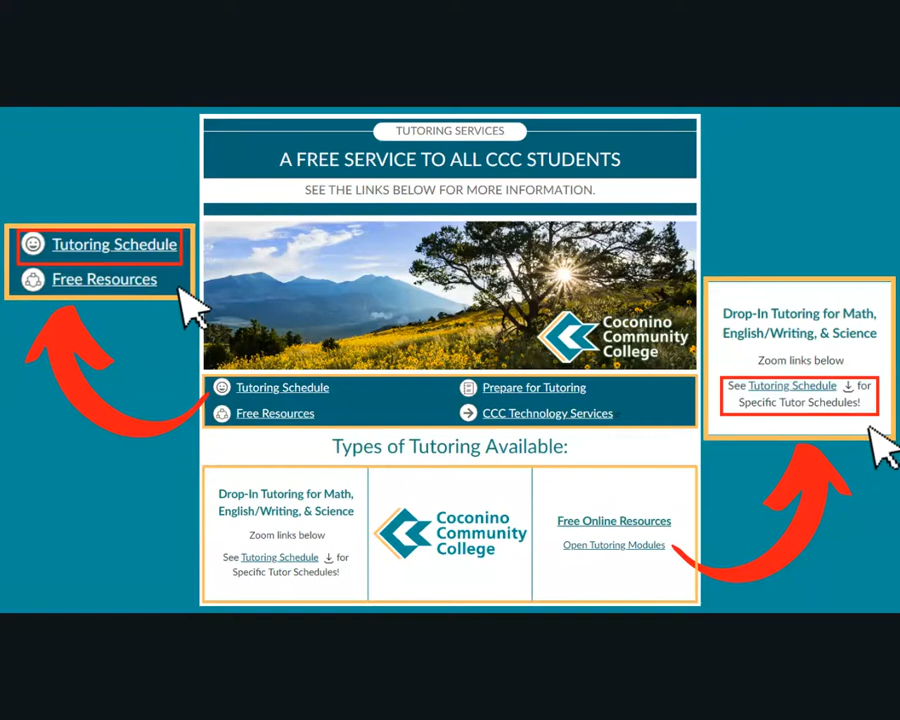 TUTORING SERVICES
A FREE SERVICE TO ALL CCC STUDENTS
SEE THE LINKS BELOW FOR MORE INFORMATION.
Tutoring Schedule
Free Resources
Coconino
Community
College
Drop-In Tutoring for Math,
English/Writing, & Science
Zoom links below
See Tutoring Schedule for
Specific Tutor Schedules!
Tutoring Schedule
Prepare for Tutoring
Free Resources
CCC Technology Services
Types of Tutoring Available:
Drop-In Tutoring for Math,
English/Writing, & Science
Zoom links below
See Tutoring Schedule for
Specific Tutor Schedules!
Coconino
Community
College
Free Online Resources
Open Tutoring Modules